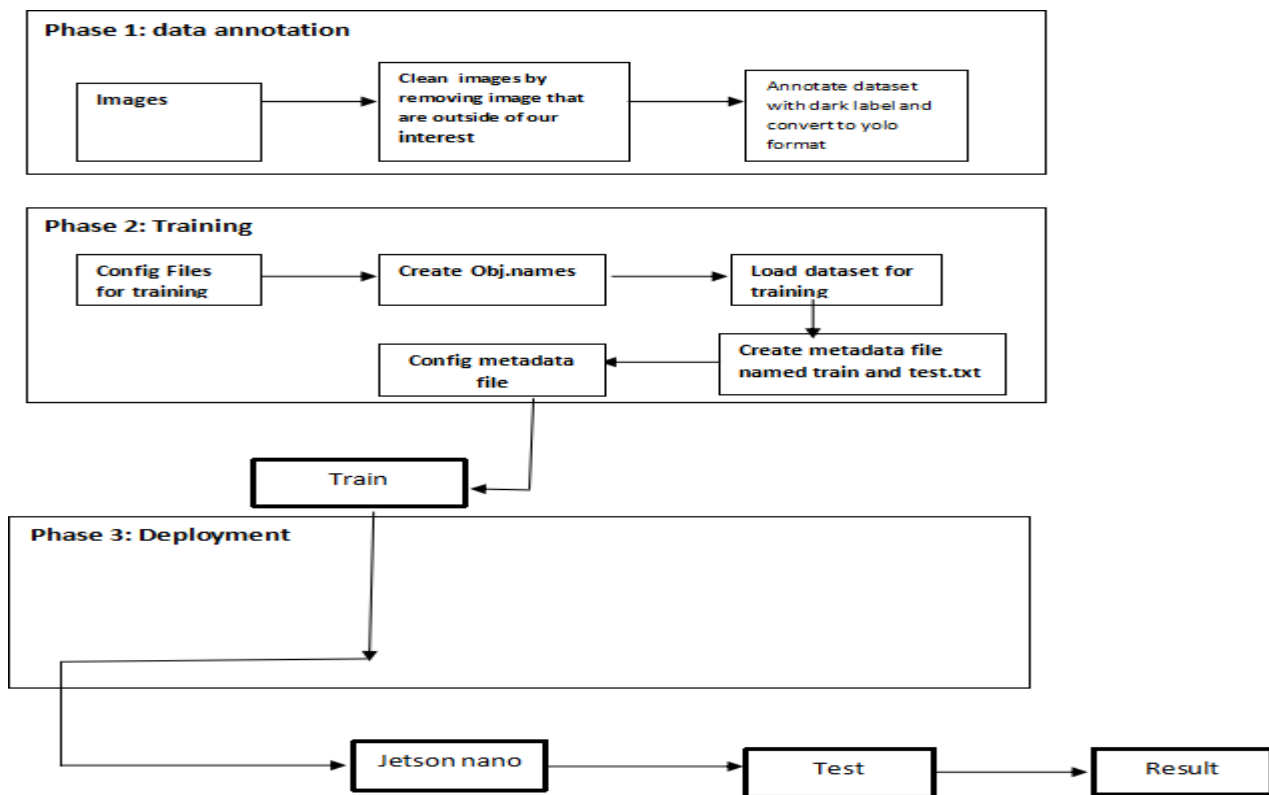 Phase 1: data annotation
Images
Clean images by
removing image that
are outside of our
interest
Annotate dataset
with dark label and
convert to yolo
format
Phase 2: Training
Config Files
for training
Create Obj.names
Load dataset for
training
Config metadata
file
Create metadata file
named train and test.txt
Train
Phase 3: Deployment
Jetson nano
Test
Result